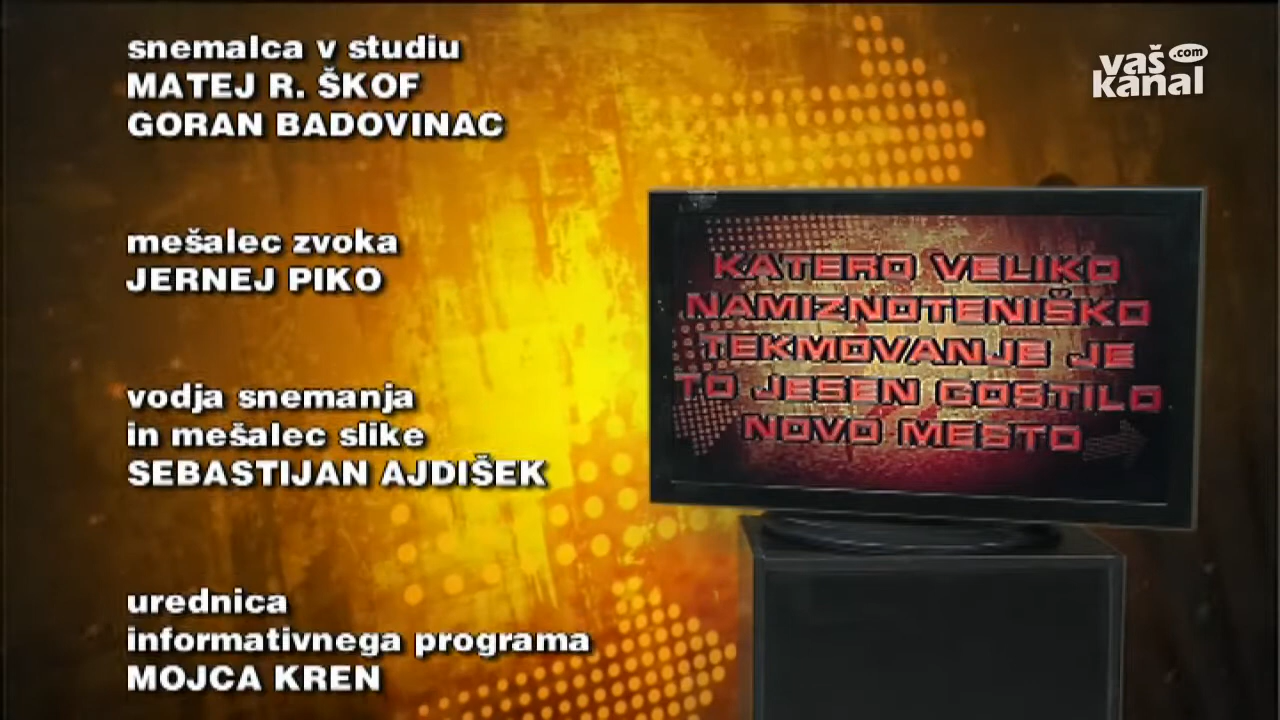 snemalca v studiu
MATEJ R. ŠKOF
GORAN BADOVINAC
mešalec zvoka
JERNEJ PIKO
vodja snemanja
in mešalec slike
SEBASTIJAN AJDIŠEK
urednica
informativnega programa
MOJCA KREN
vaš .com
kanal
KATERO VELIKO
NAMIZNOTENIŠKO
TEKMOVANJE JE
TO JESEN GOSTILO
NOVO MESTO